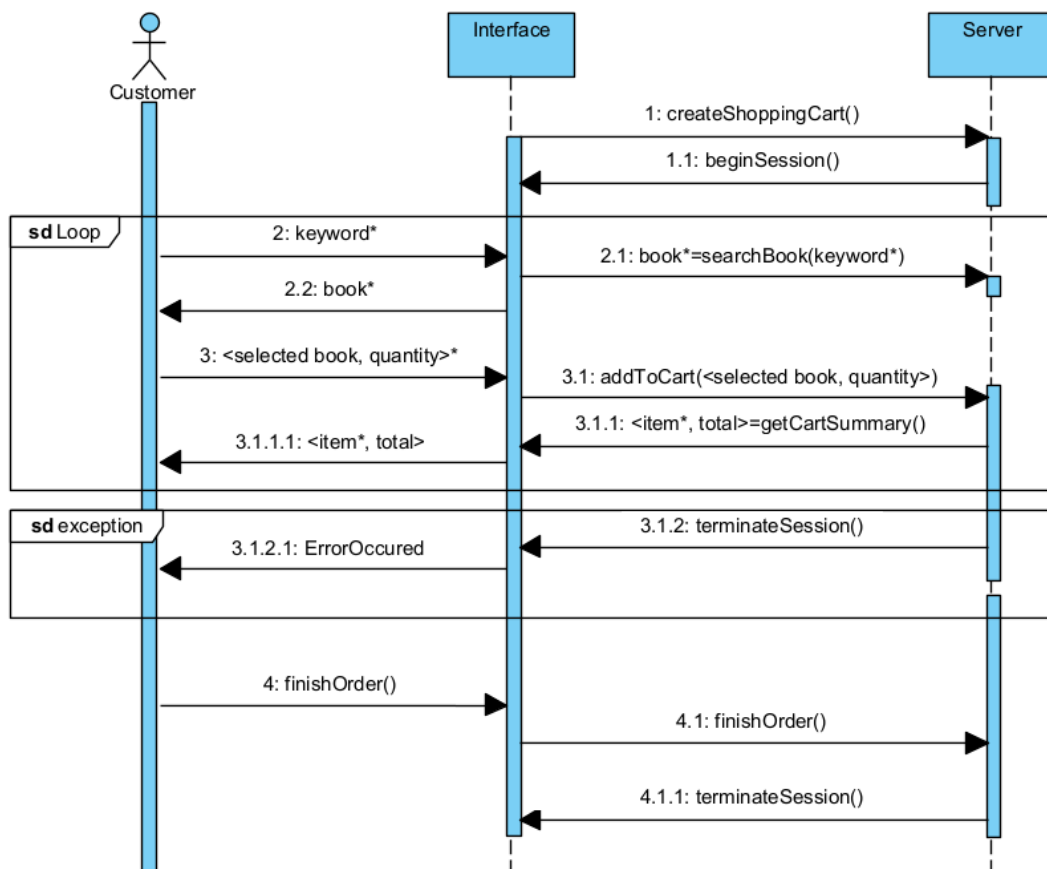 Interface
Server
Customer
1: createShoppingCart()
1.1: beginSession()
sd Loop
2: keyword*
2.1: book*=searchBook(keyword*)
2.2: book*
3: <selected book, quantity>*
3.1: addToCart(<selected book, quantity>)
3.1.1: <item*, total>=getCartSummary()
3.1.1.1: <item*, total>
sd exception
3.1.2: terminateSession()
3.1.2.1: ErrorOccured
4: finishOrder()
4.1: finishOrder()
4.1.1: terminateSession()